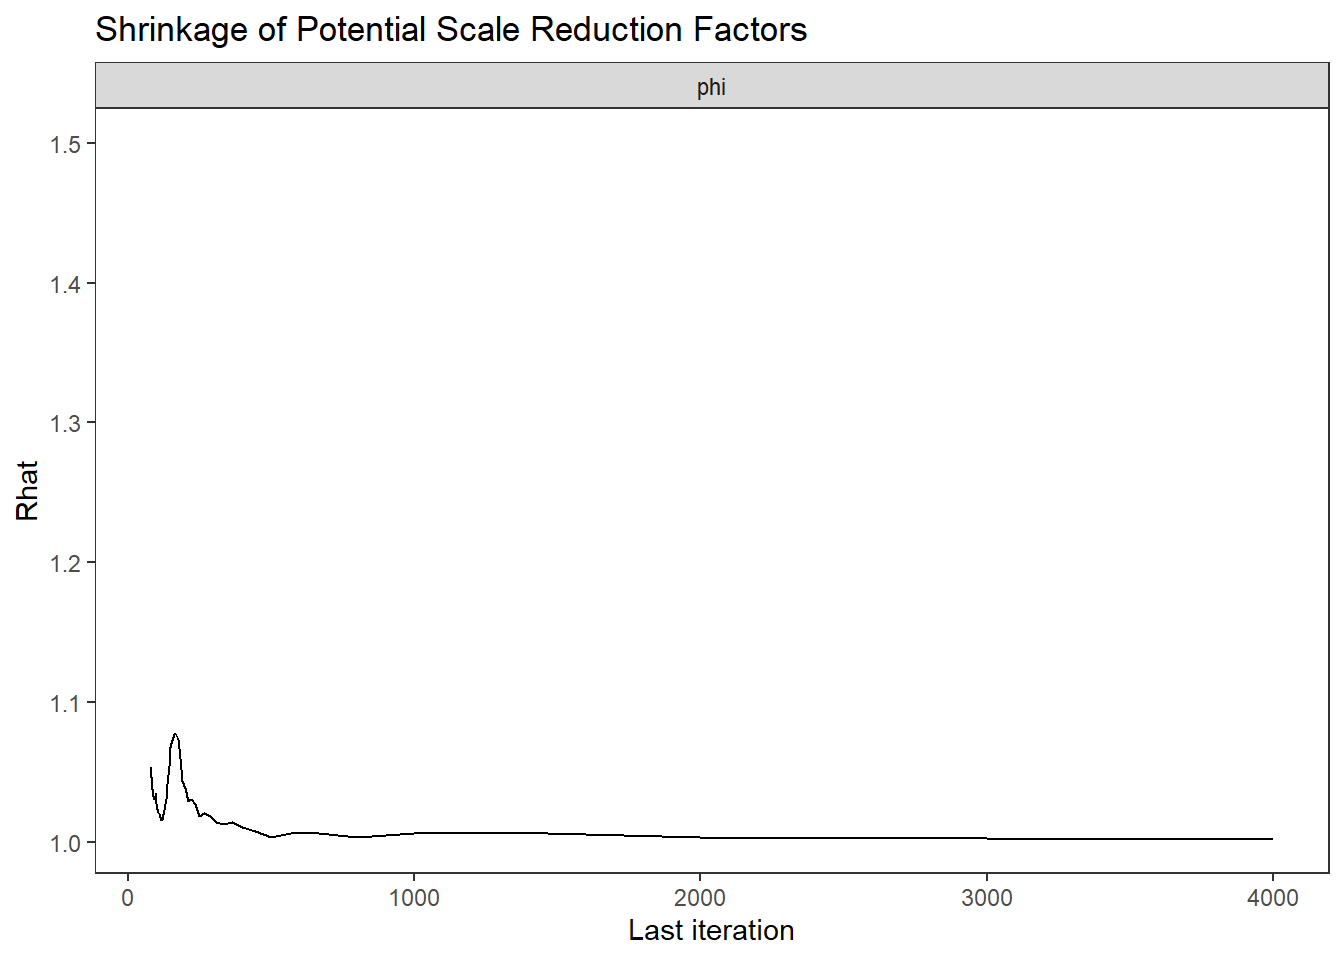 Shrinkage of Potential Scale Reduction Factors
phi
1.5
1.4
1.3
1.2
1.1
1.0
Rhat
0 1000 2000 3000 4000
Last iteration